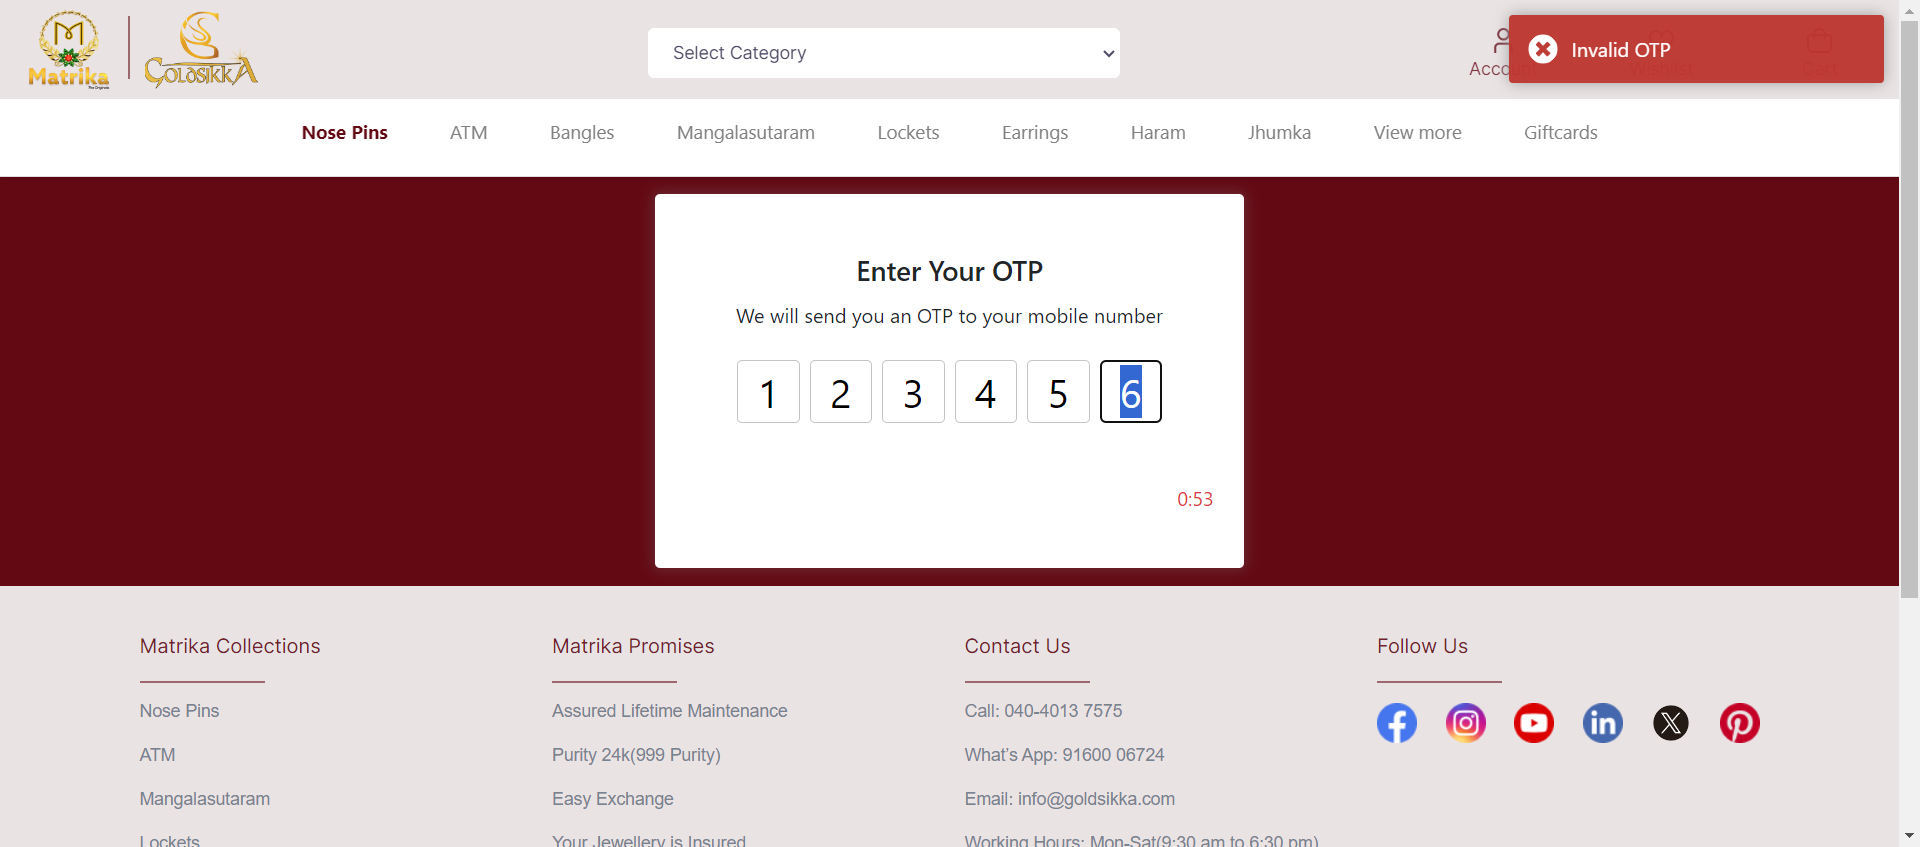 Matrika
GOLDSIKKA
Select Category
Account
Wishlist
Cart
Invalid OTP
Nose Pins
ATM
Bangles
Mangalasutaram
Lockets
Earrings
Haram
Jhumka
View more
Giftcards
Enter Your OTP
We will send you an OTP to your mobile number
1 2 3 4 5 6
0:53
Matrika Collections
Nose Pins
ATM
Mangalasutaram
Lockets
Matrika Promises
Assured Lifetime Maintenance
Purity 24k(999 Purity)
Easy Exchange
Your Jewellery is Insured
Contact Us
Call: 040-4013 7575
What's App: 91600 06724
Email: info@goldsikka.com
Working Hours: Mon-Sat(9:30 am to 6:30 pm)
Follow Us